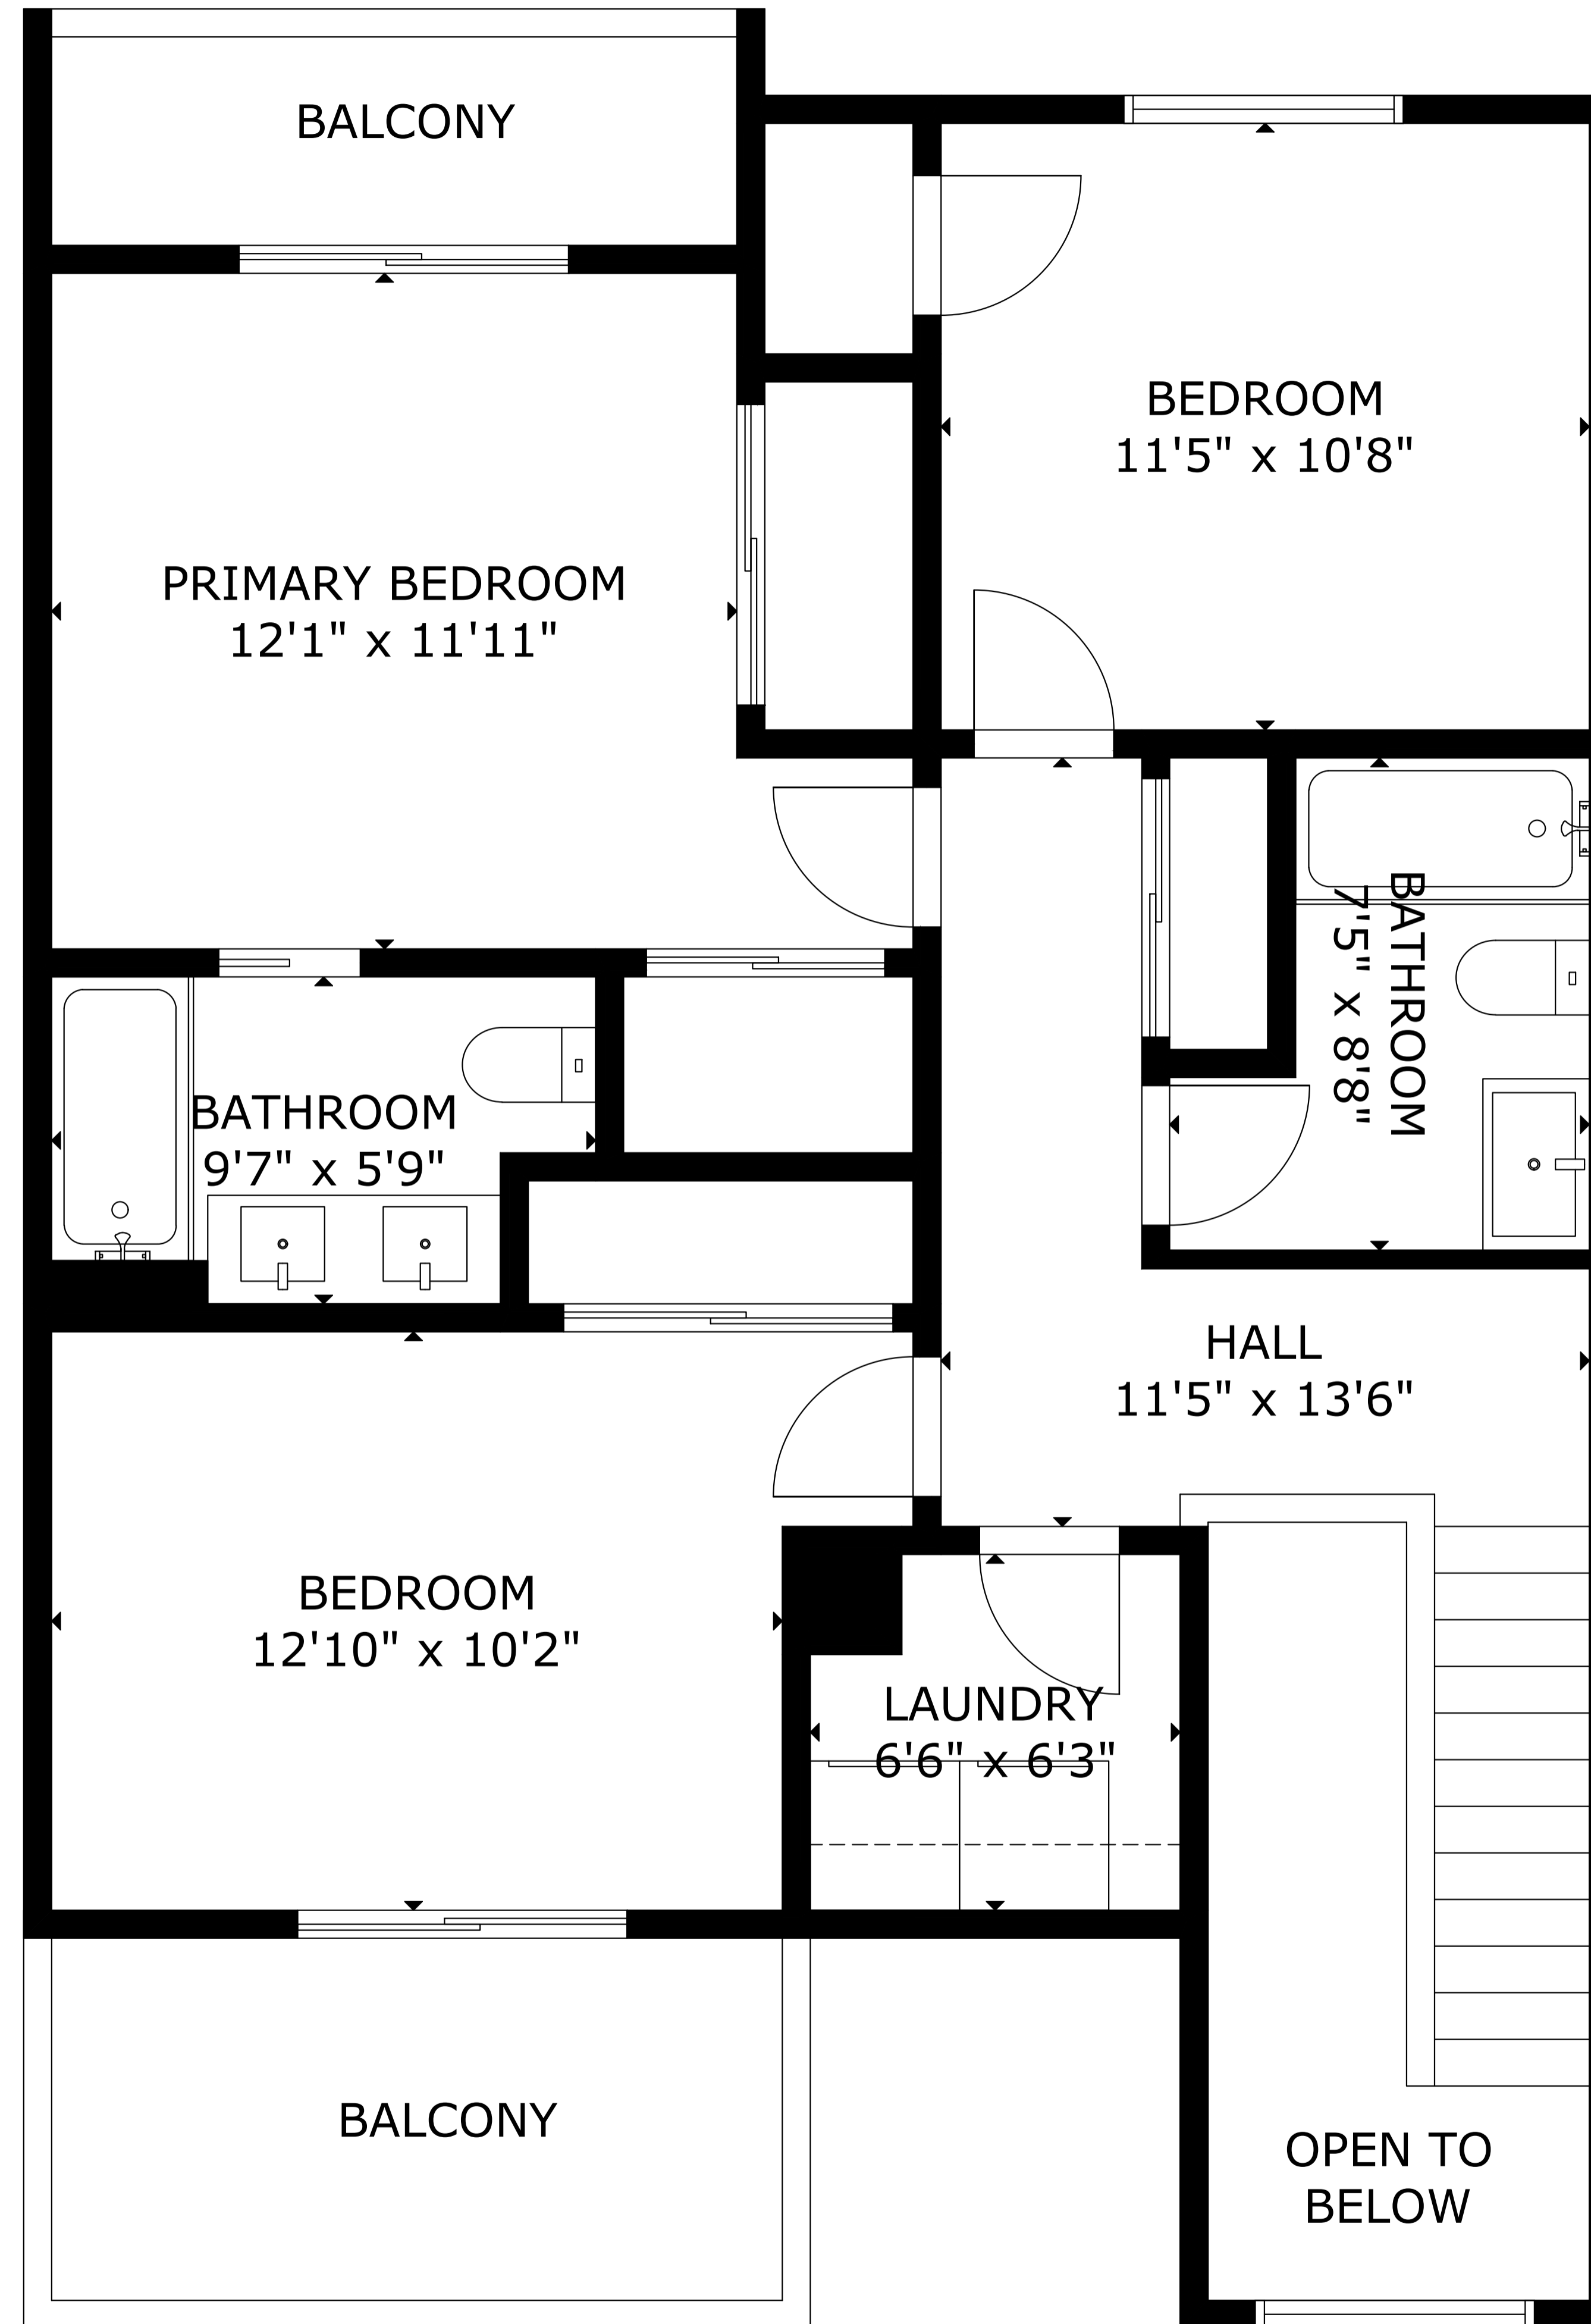 BALCONY
BEDROOM
11'5" x 10'8"
PRIMARY BEDROOM
12'1" x 11'11"
BATHROOM
7'5" x 8'8"
BATHROOM
9'7" x 5'9"
HALL
11'5" x 13'6"
BEDROOM
12'10" x 10'2"
LAUNDRY
6'6" x 6'3"
BALCONY
OPEN TO
BELOW